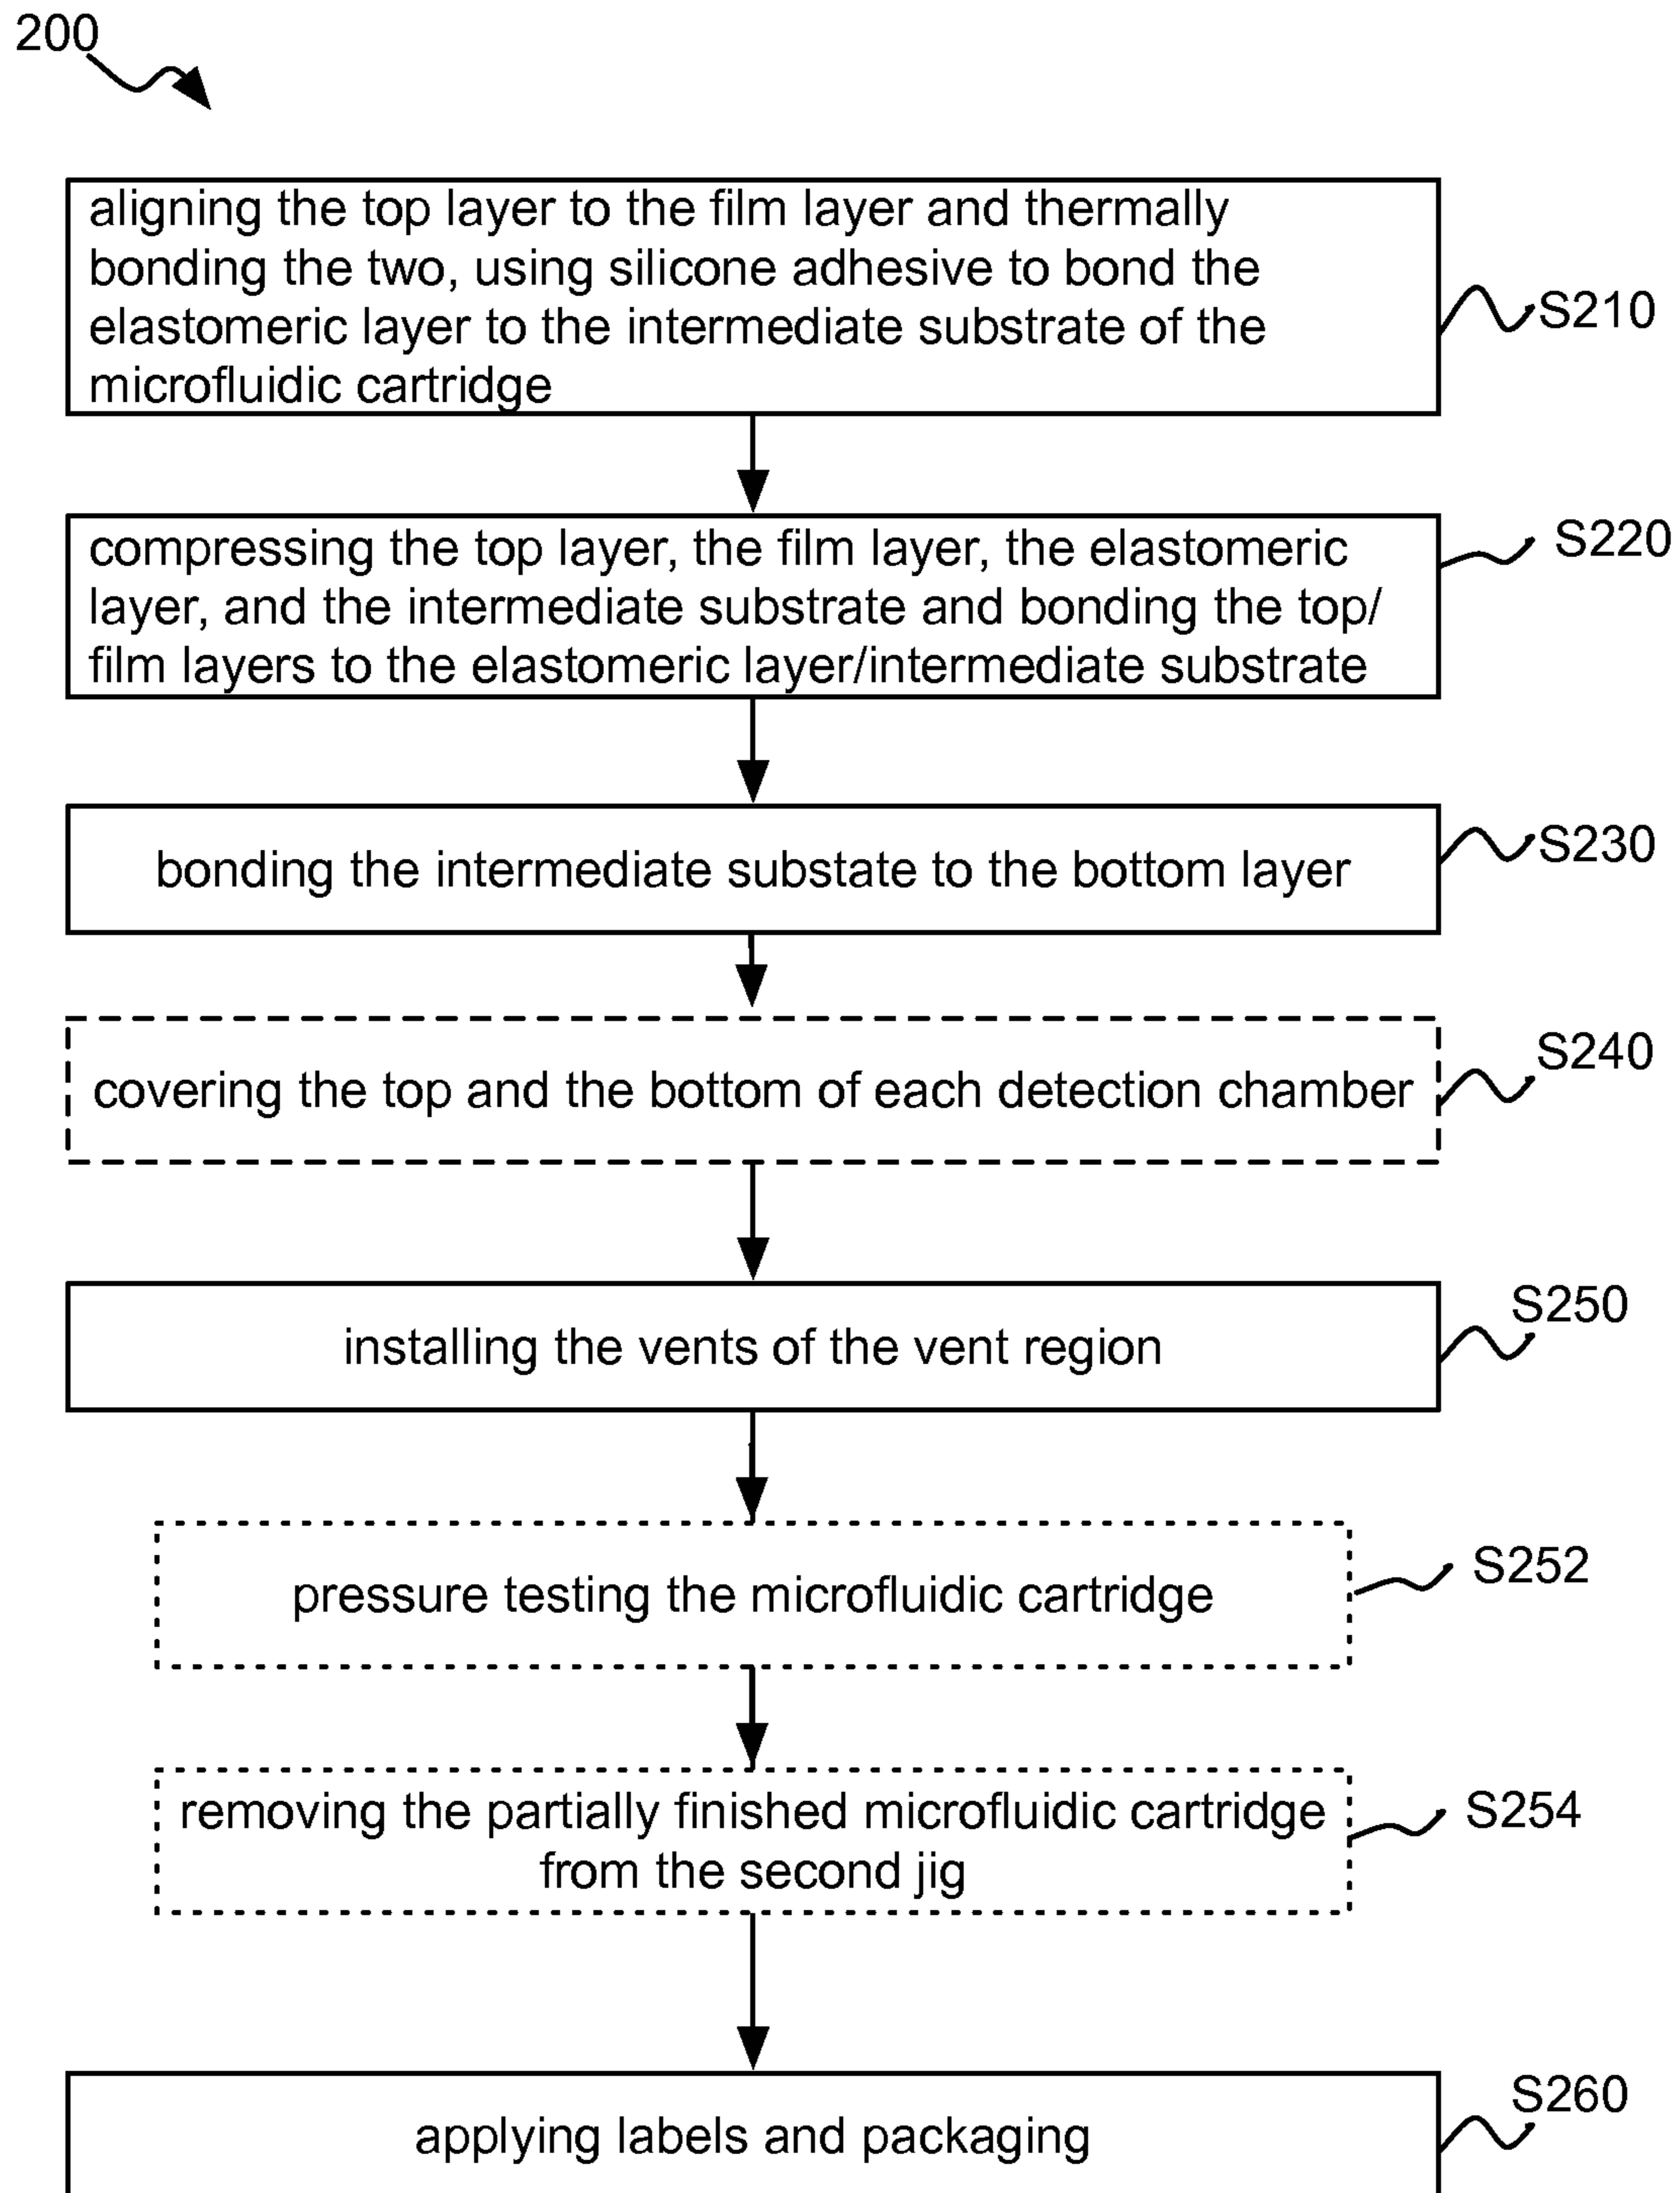 200
aligning the top layer to the film layer and thermally
bonding the two, using silicone adhesive to bond the
elastomeric layer to the intermediate substrate of the
microfluidic cartridge
S210
compressing the top layer, the film layer, the elastomeric
layer, and the intermediate substrate and bonding the top/
film layers to the elastomeric layer/intermediate substrate
S220
bonding the intermediate substate to the bottom layer
S230
covering the top and the bottom of each detection chamber
S240
installing the vents of the vent region
S250
pressure testing the microfluidic cartridge
S252
removing the partially finished microfluidic cartridge
from the second jig
S254
applying labels and packaging
S260